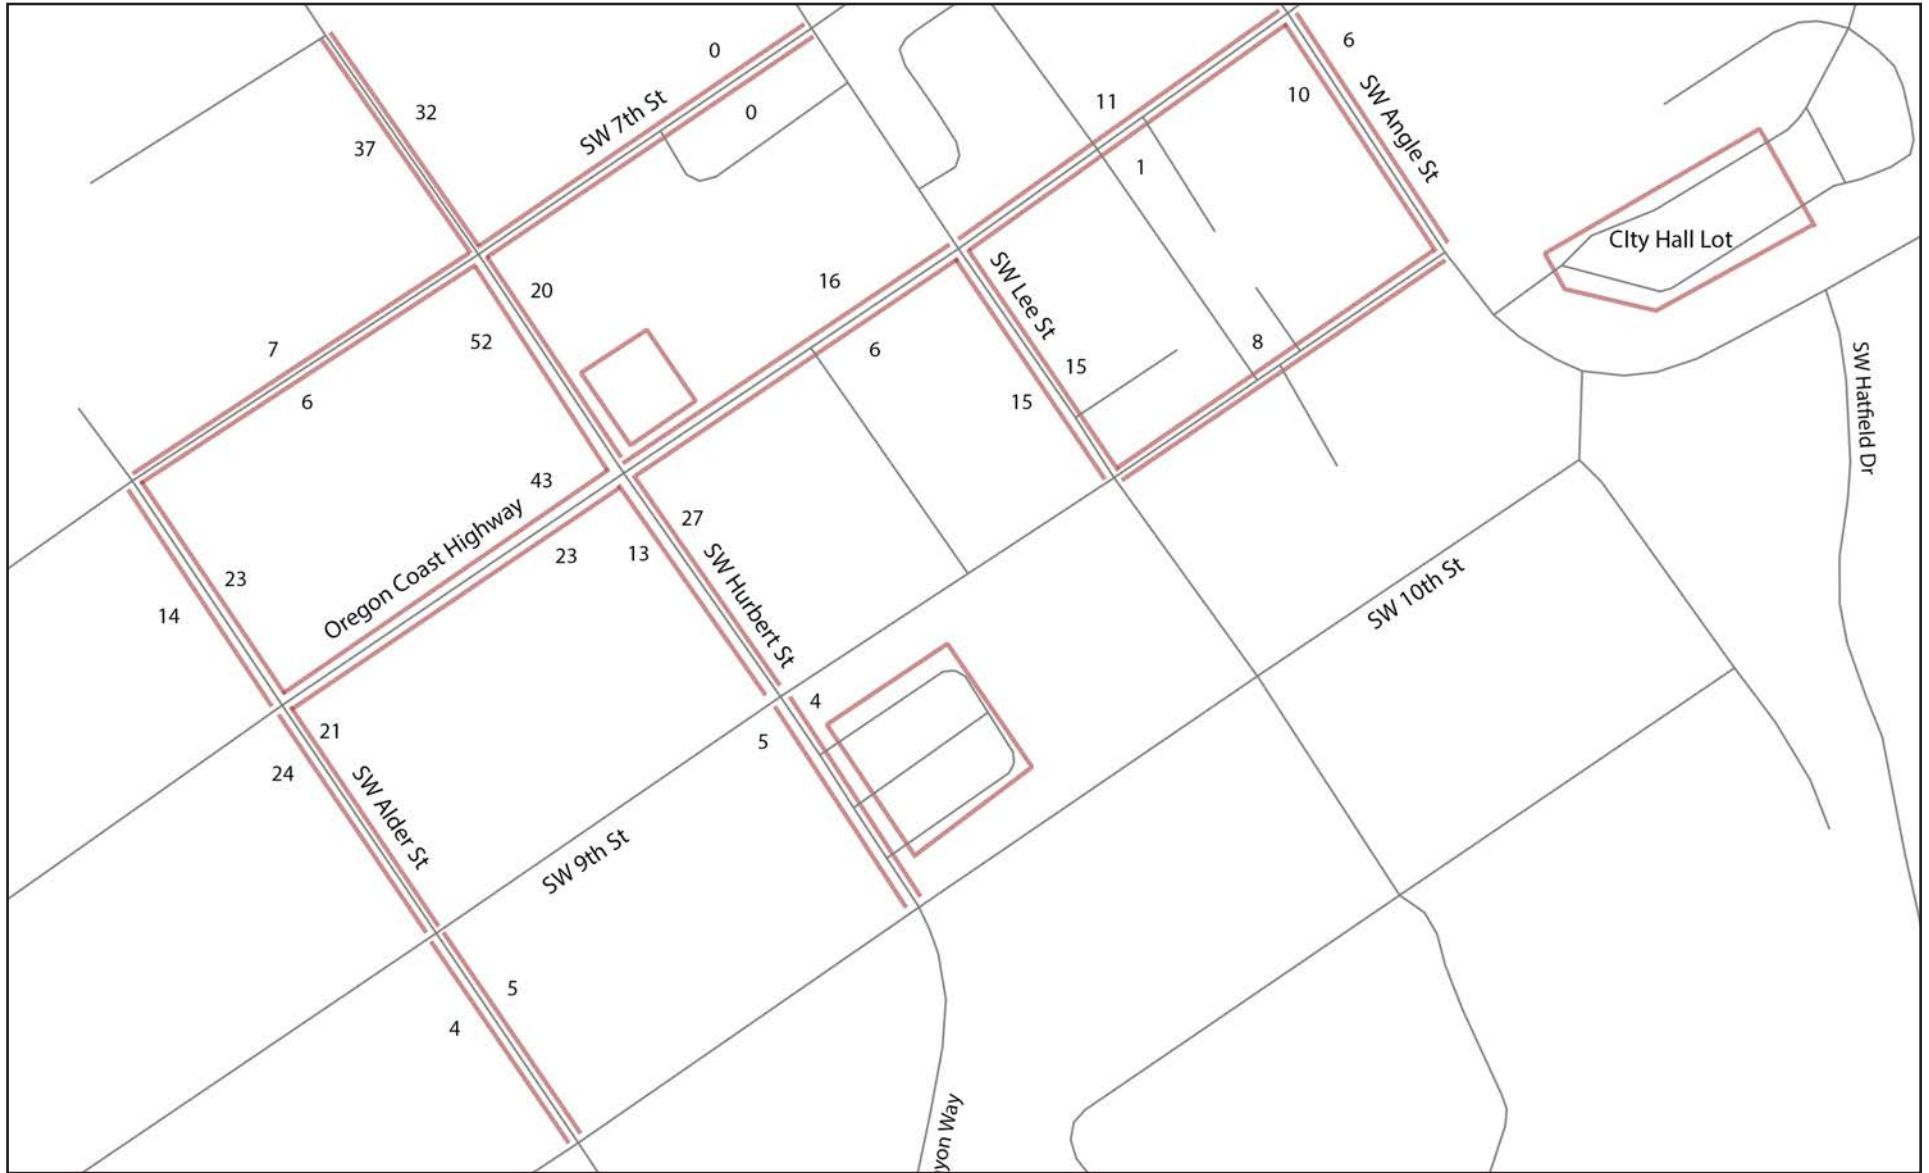 0
6
32
11
10
SW Angle St
37
SW 7th St
0
1
CIty Hall Lot
20
16
SW Lee St
7
52
6
8
15
SW Hatfield Dr
6
15
43
Oregon Coast Highway
27
23
13
23
SW Hurbert St
SW 10th St
14
4
21
5
24
SW Alder St
SW 9th St
5
4
yon Way